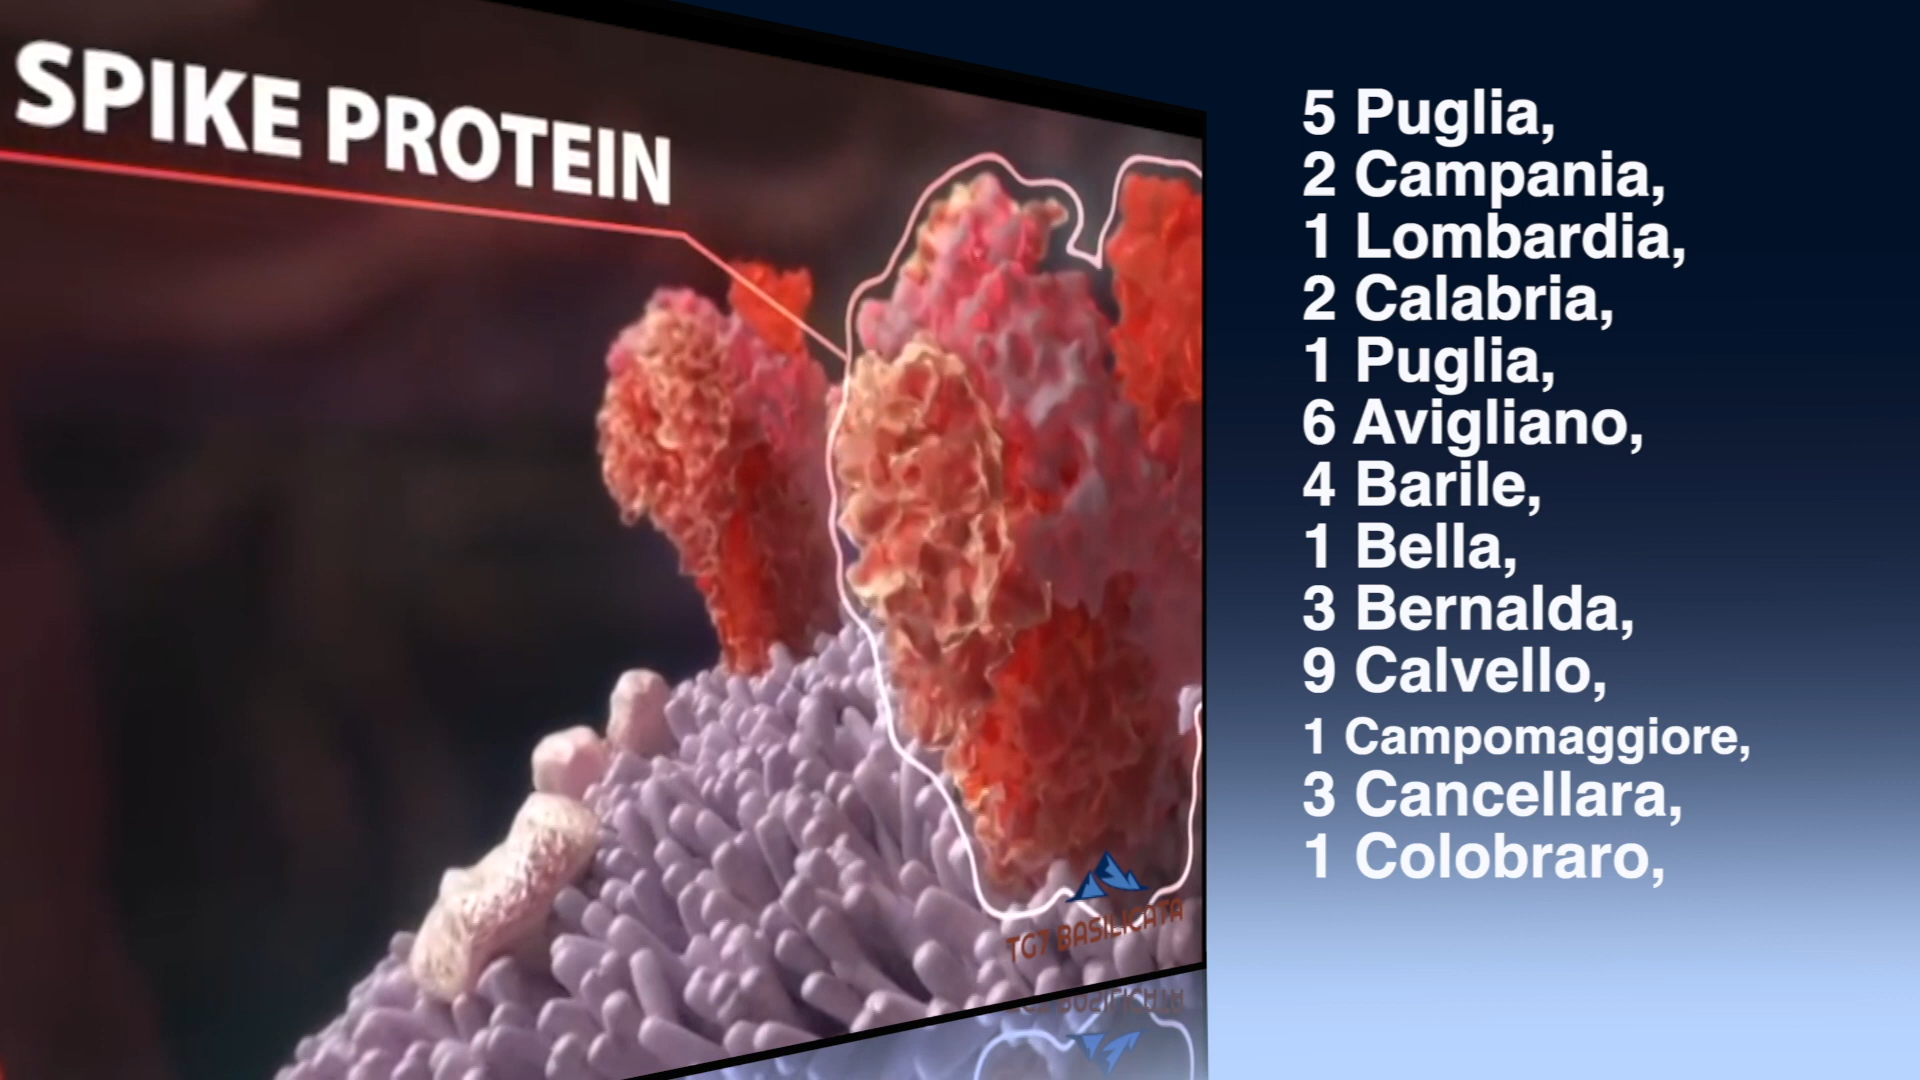 SPIKE PROTEIN
5 Puglia,
2 Campania,
1 Lombardia,
2 Calabria,
1 Puglia,
6 Avigliano,
4 Barile,
1 Bella,
3 Bernalda,
9 Calvello,
1 Campomaggiore,
3 Cancellara,
1 Colobraro,
TG7 BASILICATA